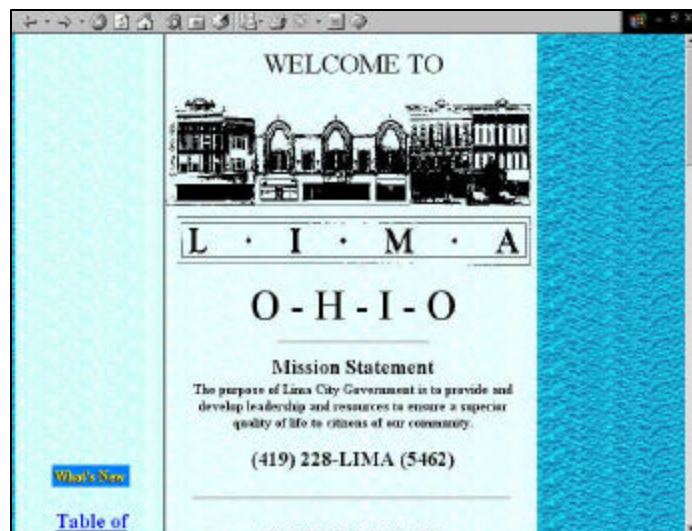 WELCOME TO
L · I · M · A
O - H - I - O
Mission Statement
The purpose of Lima City Government is to provide and
develop leadership and resources to ensure a superior
quality of life to citizens of our community.
(419) 228-LIMA (5462)
What's New
Table of